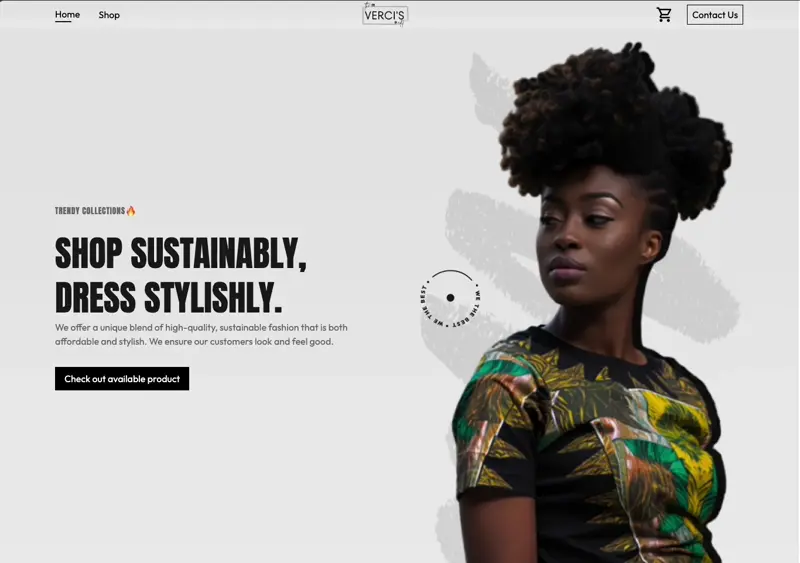 Home
Shop
VERCI'S
Contact Us
TRENDY COLLECTIONS🔥
SHOP SUSTAINABLY,
DRESS STYLISHLY.
We offer a unique blend of high-quality, sustainable fashion that is both
affordable and stylish. We ensure our customers look and feel good.
WE THE BEST • WE THE BEST •
Check out available product